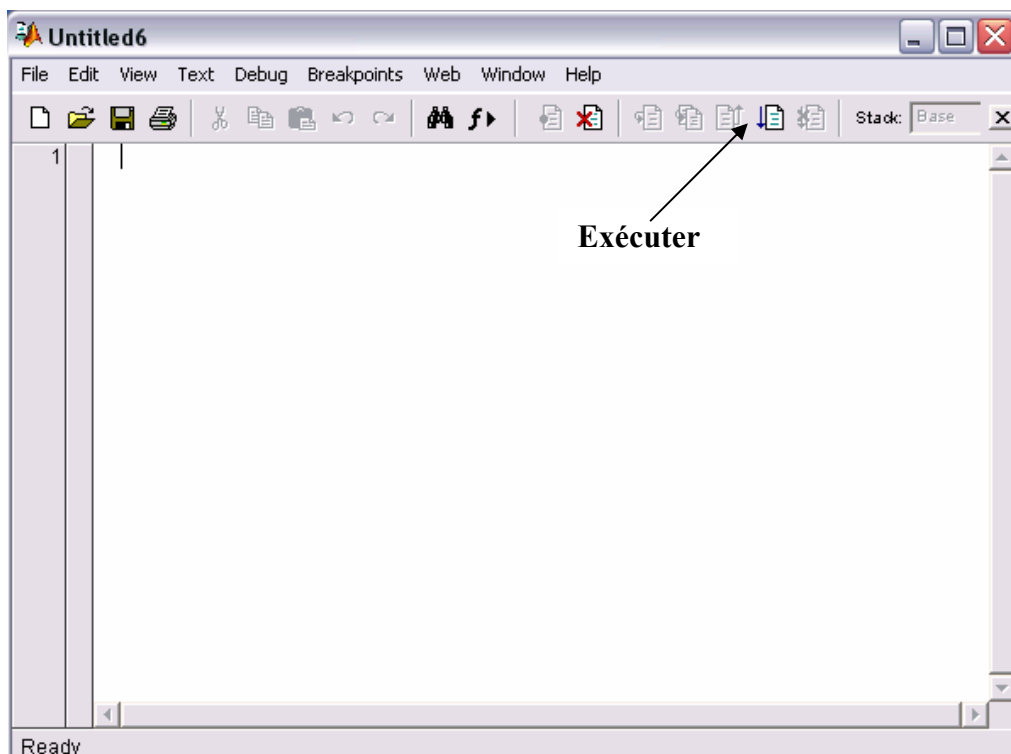 Untitled6
File Edit View Text Debug Breakpoints Web Window Help
Stack: Base
1
Exécuter
Ready